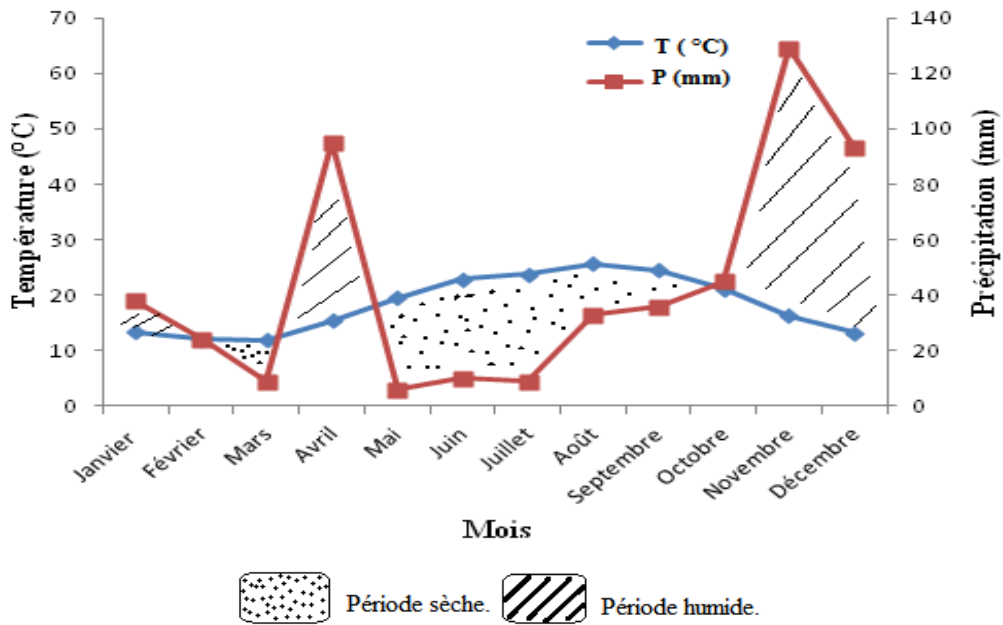 70
60
50
40
30
20
10
0
Température (°C)
140
120
100
80
60
40
20
0
Précipitation (mm)
T ( °C)
P (mm)
Janvier
Février
Mars
Avril
Mai
Juin
Juillet
Août
Septembre
Octobre
Novembre
Décembre
Mois
Période sèche.
Période humide.